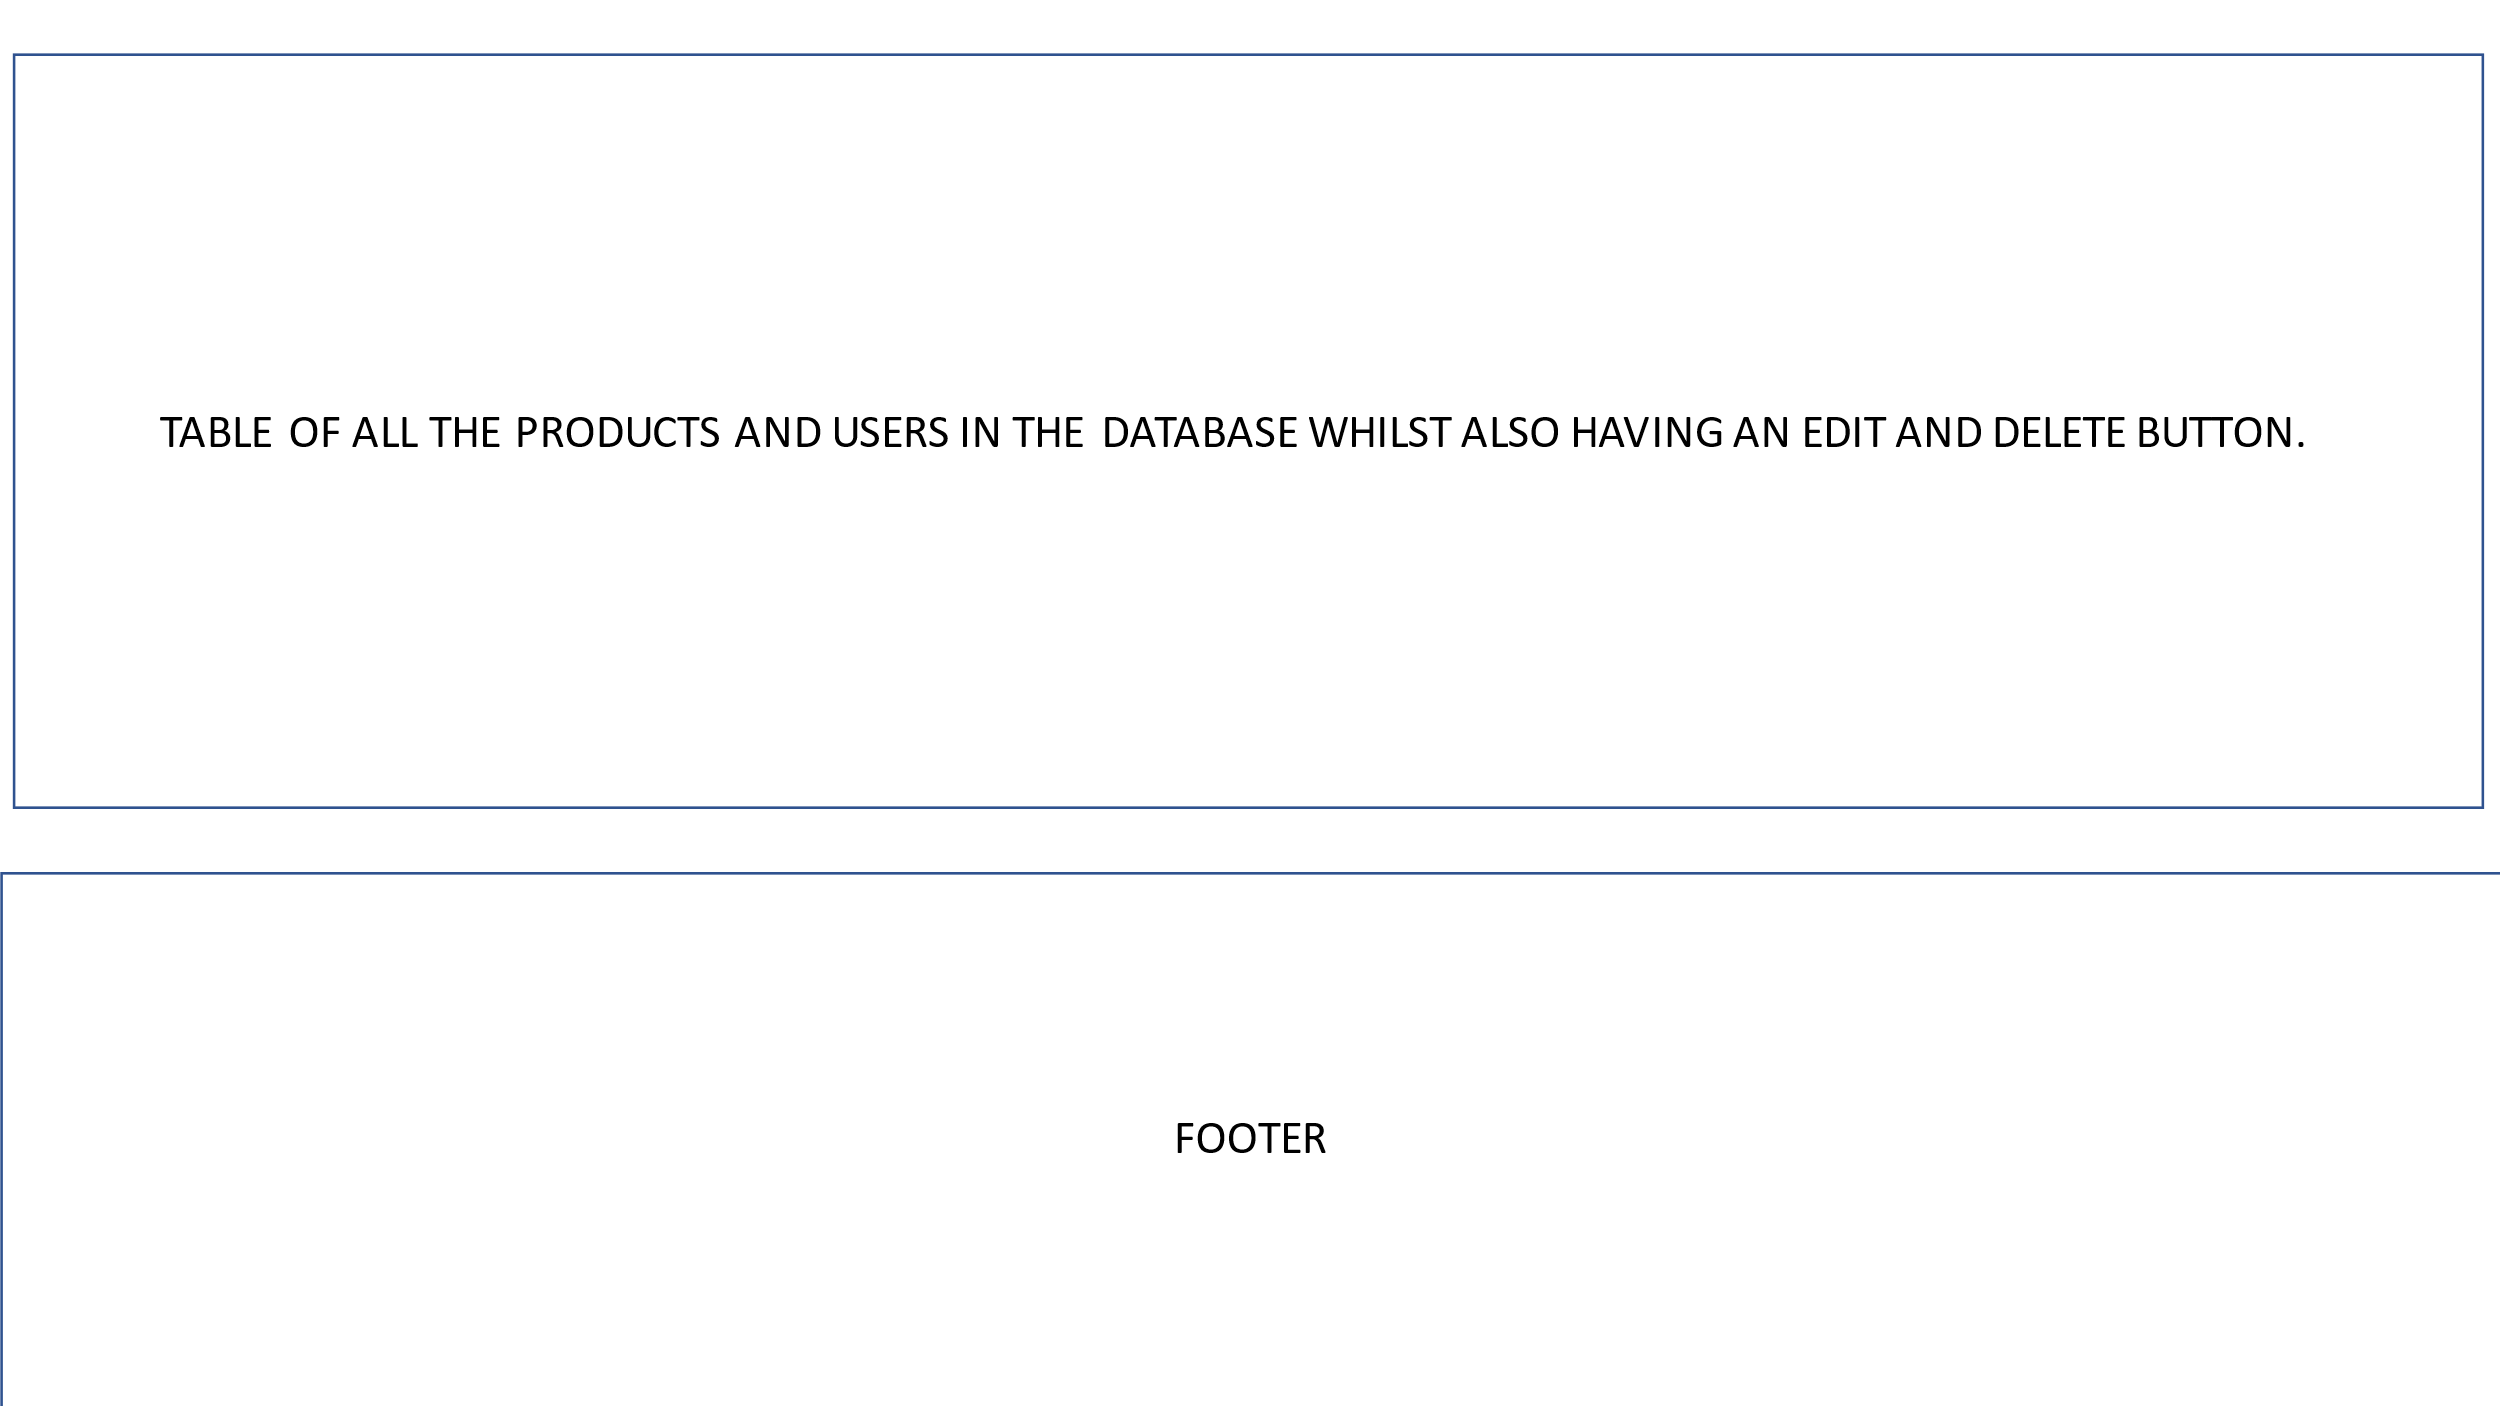 TABLE OF ALL THE PRODUCTS AND USERS IN THE DATABASE WHILST ALSO HAVING AN EDIT AND DELETE BUTTON.
FOOTER